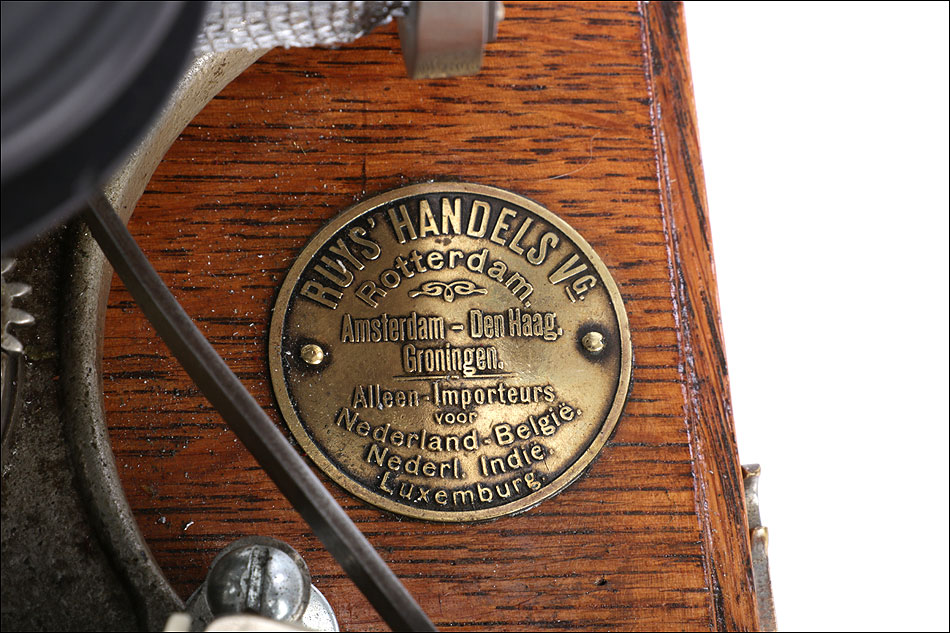 RUYS' HANDELS VG.
Rotterdam.
Amsterdam - Den Haag.
Groningen.
Alleen-Importeurs
voor
Nederland-België.
Nederl. Indië.
Luxemburg.